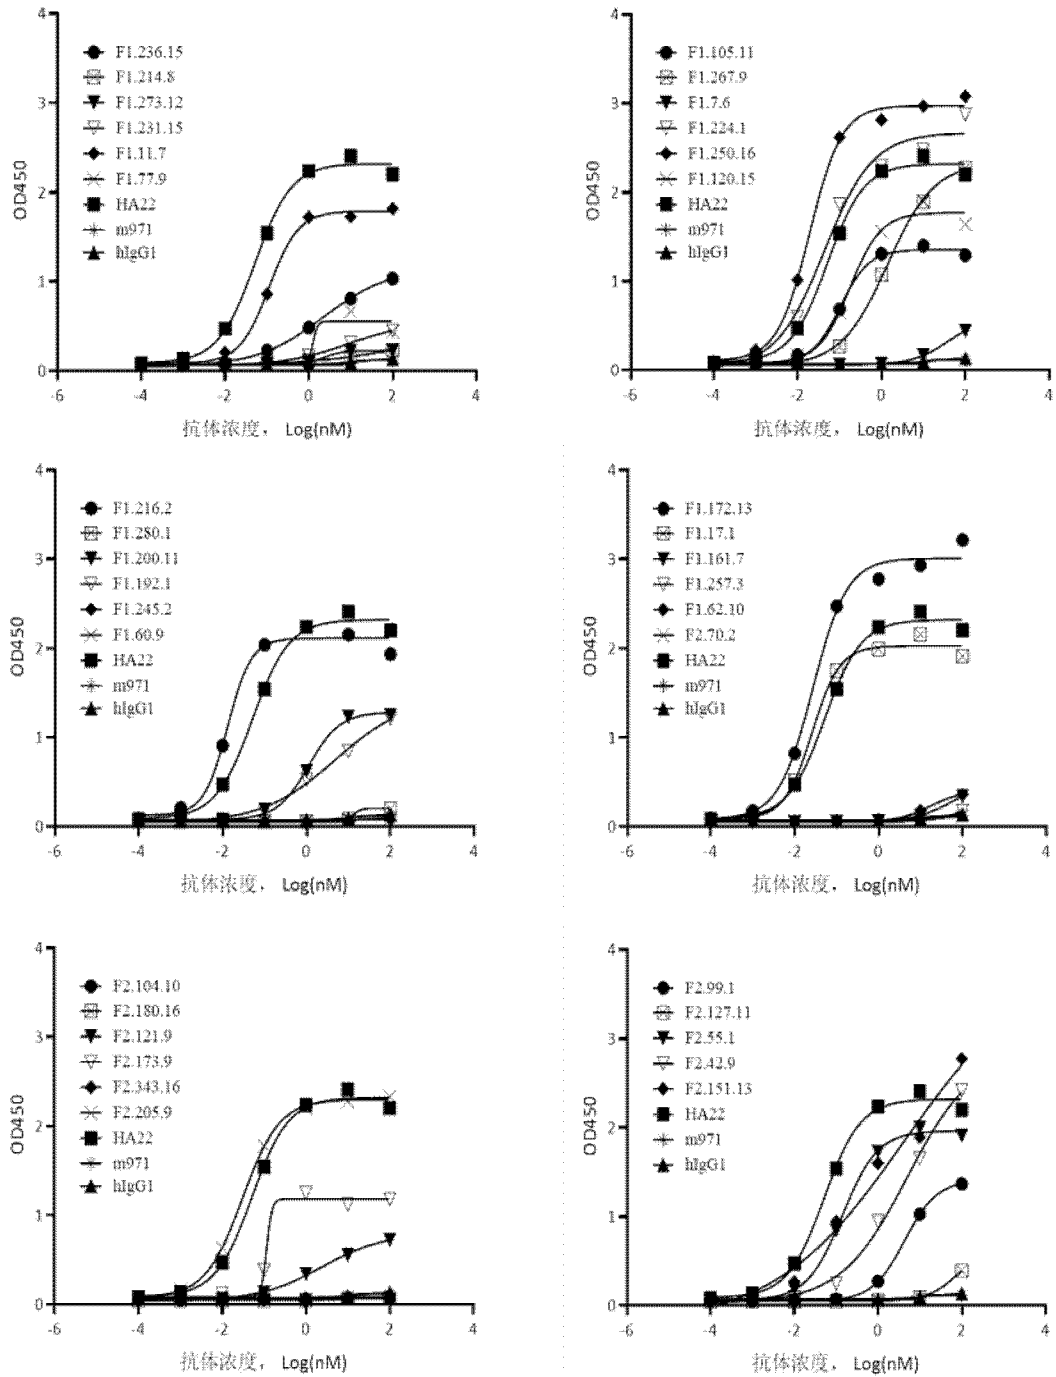 OD450
4
3
2
1
0
-6
-4
-2
0
2
4
F1.236.15
F1.214.8
F1.273.12
F1.231.15
F1.11.7
F1.77.9
HA22
m971
hIgG1
抗体浓度， Log(nM)
OD450
4
3
2
1
0
-6
-4
-2
0
2
4
F1.105.11
F1.267.9
F1.7.6
F1.224.1
F1.250.16
F1.120.15
HA22
m971
hIgG1
抗体浓度， Log(nM)
OD450
4
3
2
1
0
-6
-4
-2
0
2
4
F1.216.2
F1.280.1
F1.200.11
F1.192.1
F1.245.2
F1.60.9
HA22
m971
hIgG1
抗体浓度， Log(nM)
OD450
4
3
2
1
0
-6
-4
-2
0
2
4
F1.172.13
F1.17.1
F1.161.7
F1.257.3
F1.62.10
F2.70.2
HA22
m971
hIgG1
抗体浓度， Log(nM)
OD450
4
3
2
1
0
-6
-4
-2
0
2
4
F2.104.10
F2.180.16
F2.121.9
F2.173.9
F2.343.16
F2.205.9
HA22
m971
hIgG1
抗体浓度， Log(nM)
OD450
4
3
2
1
0
-6
-4
-2
0
2
4
F2.99.1
F2.127.11
F2.55.1
F2.42.9
F2.151.13
HA22
m971
hIgG1
抗体浓度， Log(nM)